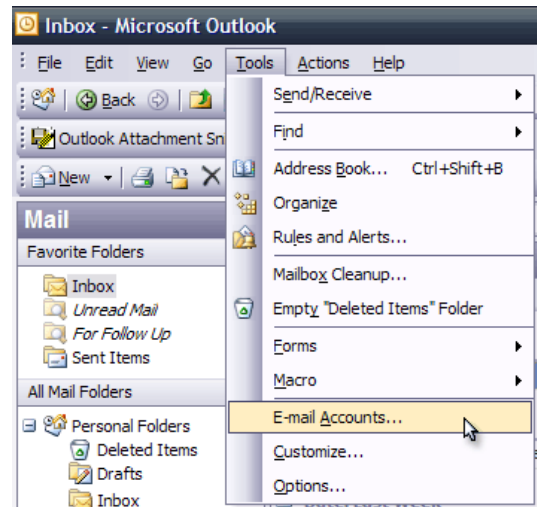 Inbox - Microsoft Outlook
File Edit View Go Tools Actions Help
Back
Outlook Attachment Sn
New
Mail
Favorite Folders
Inbox
Unread Mail
For Follow Up
Sent Items
All Mail Folders
Personal Folders
Deleted Items
Drafts
Inbox
Send/Receive
Find
Address Book... Ctrl+Shift+B
Organize
Rules and Alerts...
Mailbox Cleanup...
Empty "Deleted Items" Folder
Forms
Macro
E-mail Accounts...
Customize...
Options...